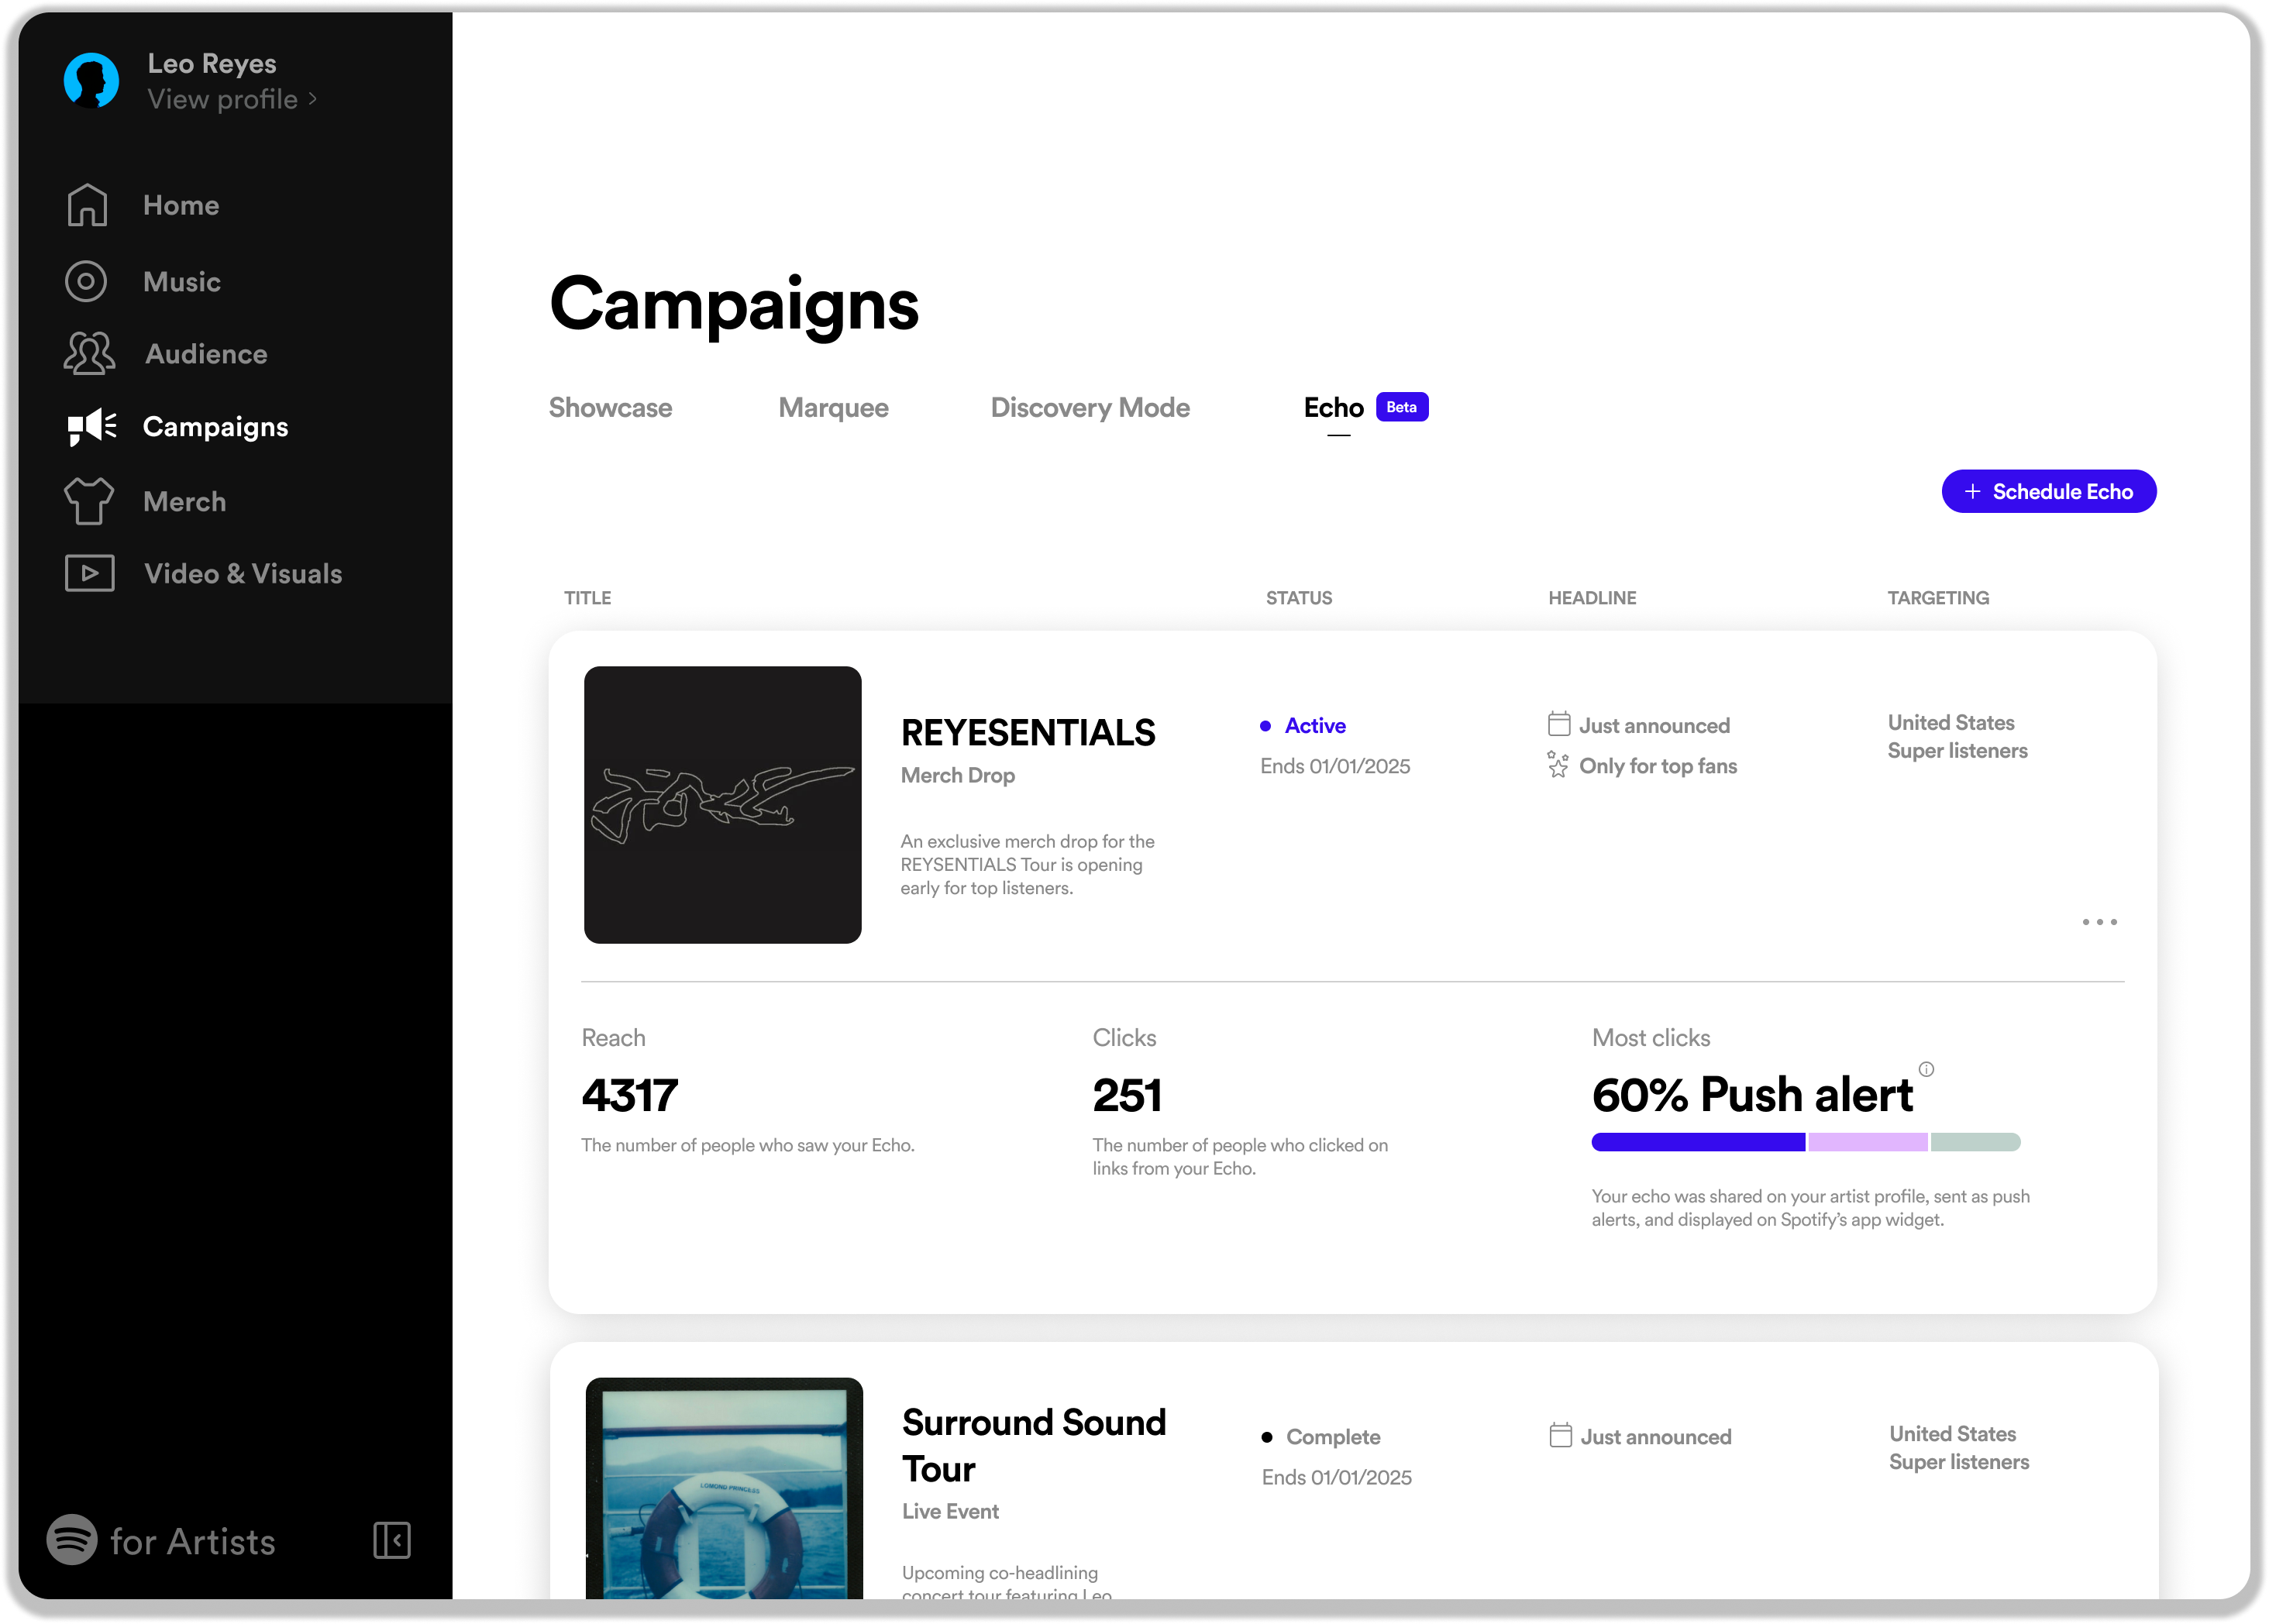 Leo Reyes
View profile >
Home
Music
Audience
Campaigns
Merch
Video & Visuals
for Artists
Campaigns
Showcase
Marquee
Discovery Mode
Echo
Beta
+ Schedule Echo
TITLE
STATUS
HEADLINE
TARGETING
REYESENTIALS
Merch Drop
An exclusive merch drop for the
REYSENTIALS Tour is opening
early for top listeners.
Active
Ends 01/01/2025
Just announced
Only for top fans
United States
Super listeners
Reach
4317
The number of people who saw your Echo.
Clicks
251
The number of people who clicked on
links from your Echo.
Most clicks
60% Push alert
Your echo was shared on your artist profile, sent as push
alerts, and displayed on Spotify’s app widget.
LOMOND PRINCESS
Surround Sound
Tour
Live Event
Upcoming co-headlining
concert tour featuring Leo
Complete
Ends 01/01/2025
Just announced
United States
Super listeners